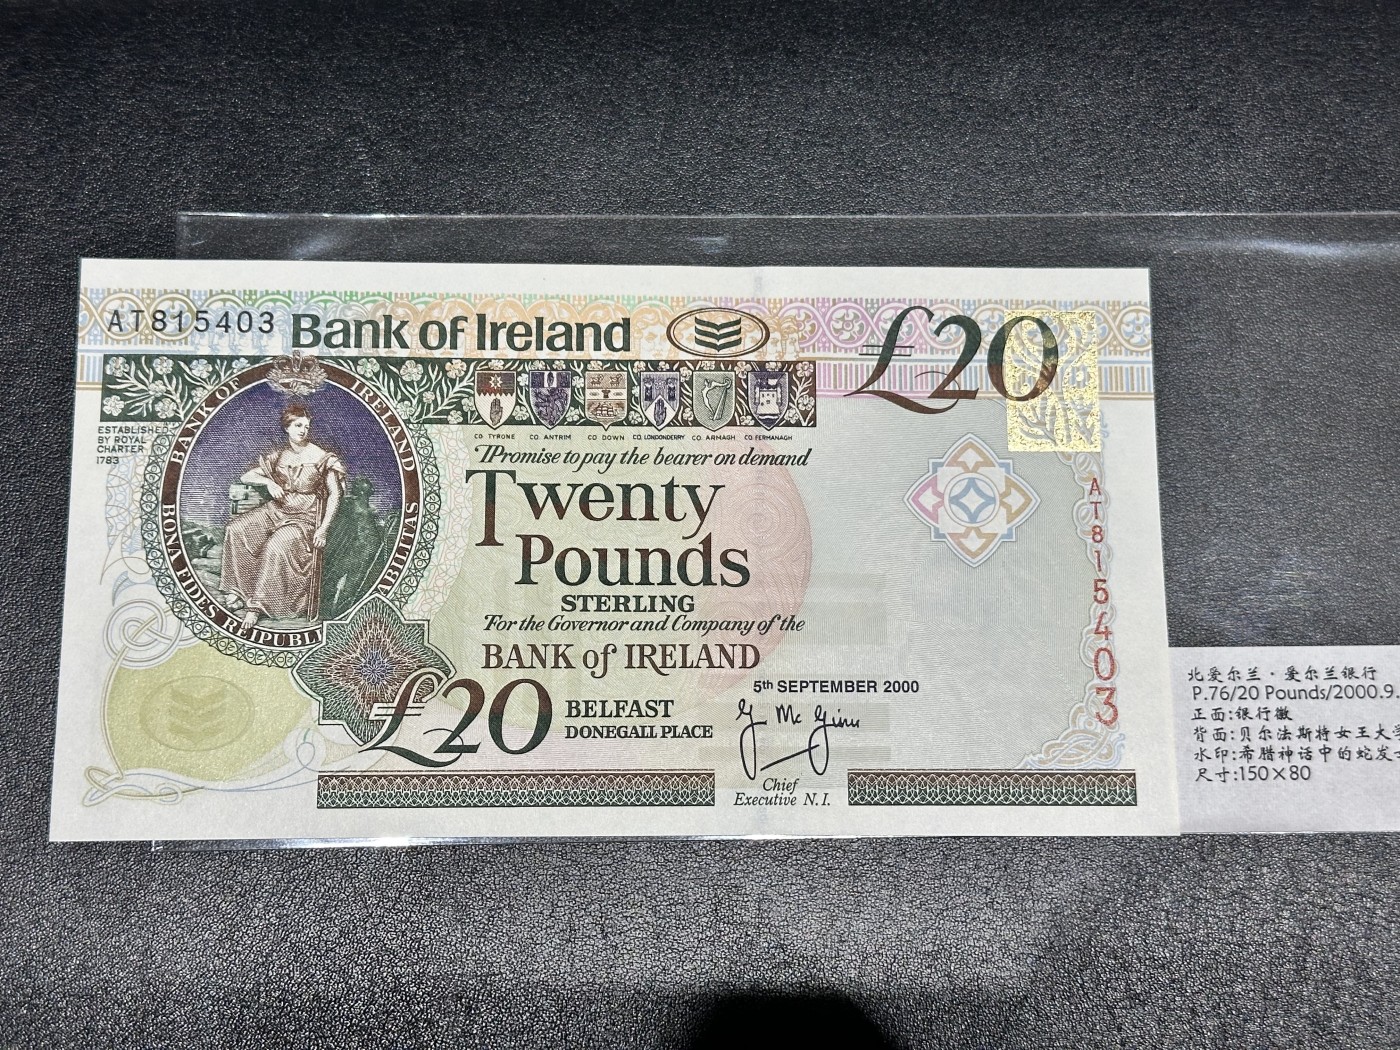 AT815403 Bank of Ireland £20
BANK OF IRELAND
BONA FIDES REIPUBLI ABILITAS
ESTABLISHED
BY ROYAL
CHARTER
1783
CO TYRONE CO. ANTRIM CO DOWN CO. LONDONDERRY CO. ARMAGH CO. FERMANAGH
I Promise to pay the bearer on demand
Twenty
Pounds
STERLING
For the Governor and Company of the
BANK of IRELAND
5th SEPTEMBER 2000
£20 BELFAST
DONEGALL PLACE
G Mc Ginn
Chief
Executive N. I.
AT815403
北爱尔兰·爱尔兰银行
P.76/20 Pounds/2000.9.
正面:银行徽
背面:贝尔法斯特女王大学
水印:希腊神话中的蛇发
尺寸:150×80